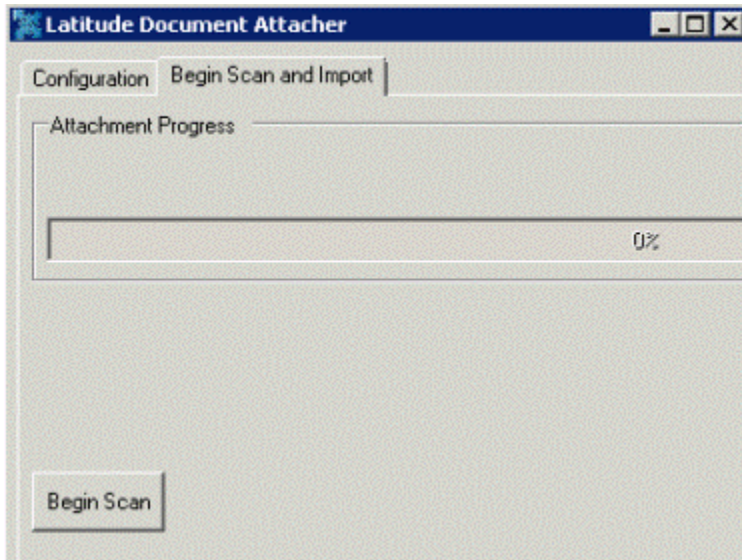 Latitude Document Attacher
Configuration
Begin Scan and Import
Attachment Progress
0%
Begin Scan